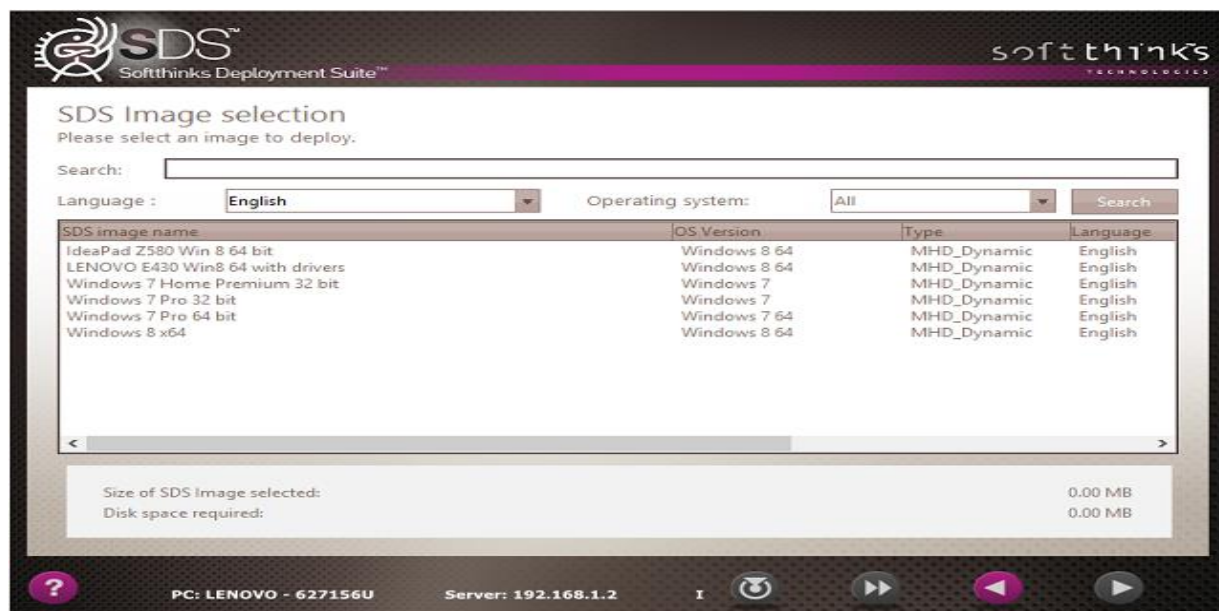 SDS™
Softthinks Deployment Suite™
softthinks
TECHNOLOGIES
SDS Image selection
Please select an image to deploy.
Search:
Language : English Operating system: All Search
SDS image name OS Version Type Language
IdeaPad Z580 Win 8 64 bit Windows 8 64 MHD_Dynamic English
LENOVO E430 Win8 64 with drivers Windows 8 64 MHD_Dynamic English
Windows 7 Home Premium 32 bit Windows 7 MHD_Dynamic English
Windows 7 Pro 32 bit Windows 7 MHD_Dynamic English
Windows 7 Pro 64 bit Windows 7 64 MHD_Dynamic English
Windows 8 x64 Windows 8 64 MHD_Dynamic English
Size of SDS Image selected: 0.00 MB
Disk space required: 0.00 MB
? PC: LENOVO - 627156U Server: 192.168.1.2 I